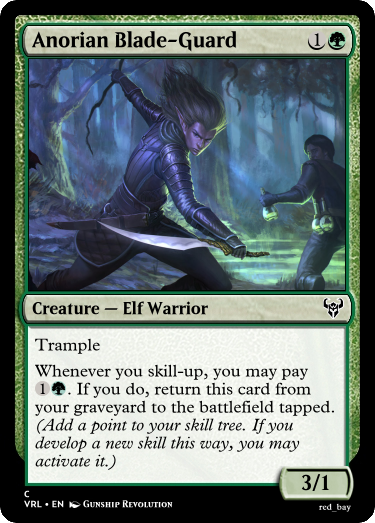 Anorian Blade-Guard 1
Creature — Elf Warrior
Trample
Whenever you skill-up, you may pay
1. If you do, return this card from
your graveyard to the battlefield tapped.
(Add a point to your skill tree. If you
develop a new skill this way, you may
activate it.)
3/1
C
VRL • EN Gunship Revolution
red_bay